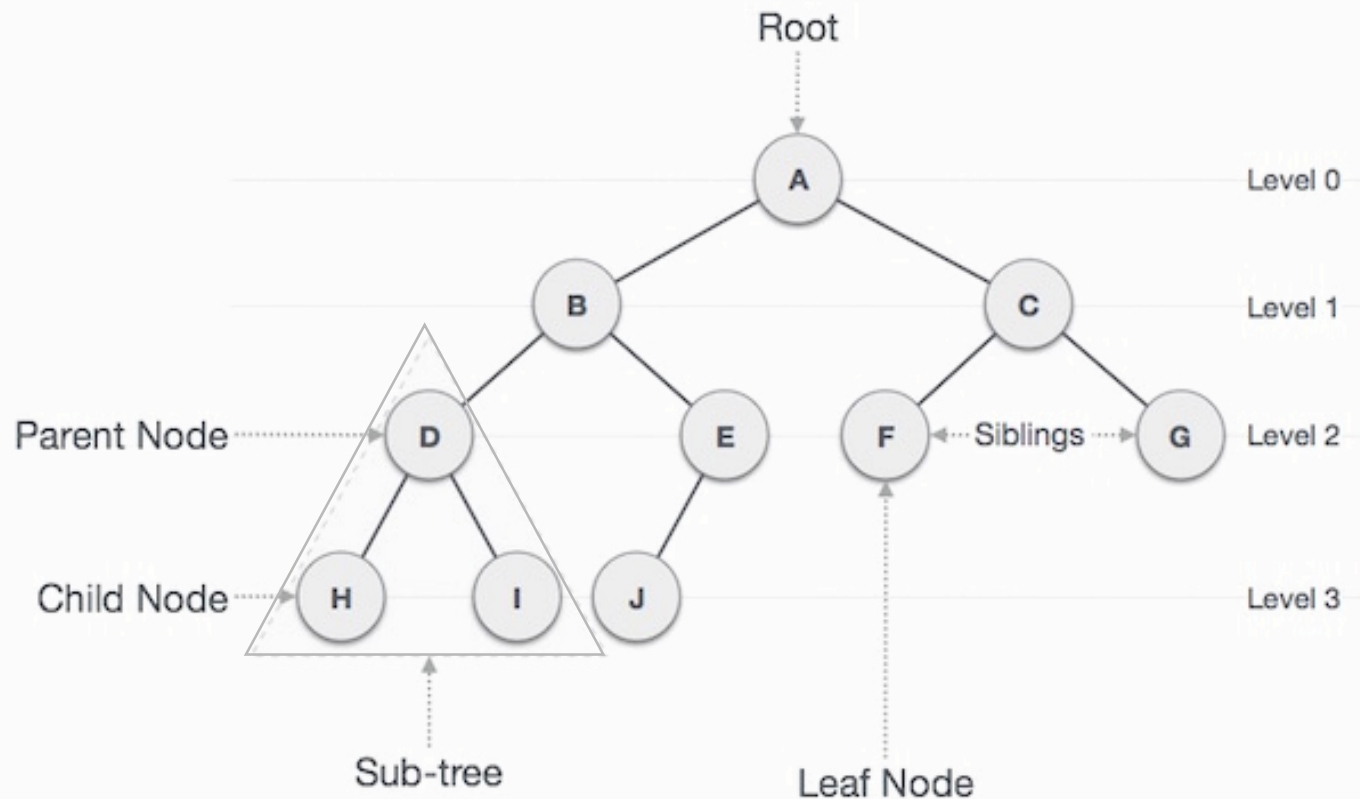 Root
A
Level 0
B
C
Level 1
Parent Node
D
E
F
Siblings
G
Level 2
Child Node
H
I
J
Level 3
Sub-tree
Leaf Node